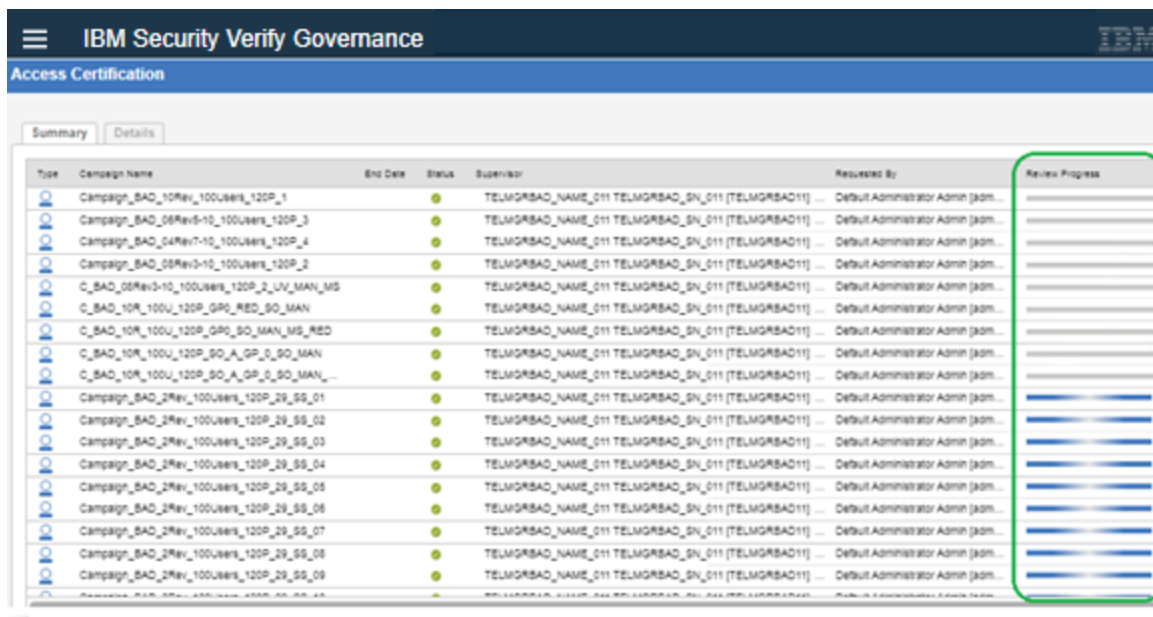 IBM Security Verify Governance IBM
Access Certification
Summary Details
Type Campaign Name End Date Status Supervisor Requested By Review Progress
Campaign_BAD_10Rev_100Users_120P_1 TELMGRBAD_NAME_011 TELMGRBAD_SN_011 [TELMGRBAD11] ... Default Administrator Admin [adm...
Campaign_BAD_06Rev5-10_100Users_120P_3 TELMGRBAD_NAME_011 TELMGRBAD_SN_011 [TELMGRBAD11] ... Default Administrator Admin [adm...
Campaign_BAD_04Rev7-10_100Users_120P_4 TELMGRBAD_NAME_011 TELMGRBAD_SN_011 [TELMGRBAD11] ... Default Administrator Admin [adm...
Campaign_BAD_08Rev3-10_100Users_120P_2 TELMGRBAD_NAME_011 TELMGRBAD_SN_011 [TELMGRBAD11] ... Default Administrator Admin [adm...
C_BAD_08Rev3-10_100Users_120P_2_UV_MAN_MS TELMGRBAD_NAME_011 TELMGRBAD_SN_011 [TELMGRBAD11] ... Default Administrator Admin [adm...
C_BAD_10R_100U_120P_GP0_RED_SO_MAN TELMGRBAD_NAME_011 TELMGRBAD_SN_011 [TELMGRBAD11] ... Default Administrator Admin [adm...
C_BAD_10R_100U_120P_GP0_SO_MAN_MS_RED TELMGRBAD_NAME_011 TELMGRBAD_SN_011 [TELMGRBAD11] ... Default Administrator Admin [adm...
C_BAD_10R_100U_120P_SO_A_GP_0_SO_MAN TELMGRBAD_NAME_011 TELMGRBAD_SN_011 [TELMGRBAD11] ... Default Administrator Admin [adm...
C_BAD_10R_100U_120P_SO_A_GP_0_SO_MAN_... TELMGRBAD_NAME_011 TELMGRBAD_SN_011 [TELMGRBAD11] ... Default Administrator Admin [adm...
Campaign_BAD_2Rev_100Users_120P_29_SS_01 TELMGRBAD_NAME_011 TELMGRBAD_SN_011 [TELMGRBAD11] ... Default Administrator Admin [adm...
Campaign_BAD_2Rev_100Users_120P_29_SS_02 TELMGRBAD_NAME_011 TELMGRBAD_SN_011 [TELMGRBAD11] ... Default Administrator Admin [adm...
Campaign_BAD_2Rev_100Users_120P_29_SS_03 TELMGRBAD_NAME_011 TELMGRBAD_SN_011 [TELMGRBAD11] ... Default Administrator Admin [adm...
Campaign_BAD_2Rev_100Users_120P_29_SS_04 TELMGRBAD_NAME_011 TELMGRBAD_SN_011 [TELMGRBAD11] ... Default Administrator Admin [adm...
Campaign_BAD_2Rev_100Users_120P_29_SS_05 TELMGRBAD_NAME_011 TELMGRBAD_SN_011 [TELMGRBAD11] ... Default Administrator Admin [adm...
Campaign_BAD_2Rev_100Users_120P_29_SS_06 TELMGRBAD_NAME_011 TELMGRBAD_SN_011 [TELMGRBAD11] ... Default Administrator Admin [adm...
Campaign_BAD_2Rev_100Users_120P_29_SS_07 TELMGRBAD_NAME_011 TELMGRBAD_SN_011 [TELMGRBAD11] ... Default Administrator Admin [adm...
Campaign_BAD_2Rev_100Users_120P_29_SS_08 TELMGRBAD_NAME_011 TELMGRBAD_SN_011 [TELMGRBAD11] ... Default Administrator Admin [adm...
Campaign_BAD_2Rev_100Users_120P_29_SS_09 TELMGRBAD_NAME_011 TELMGRBAD_SN_011 [TELMGRBAD11] ... Default Administrator Admin [adm...